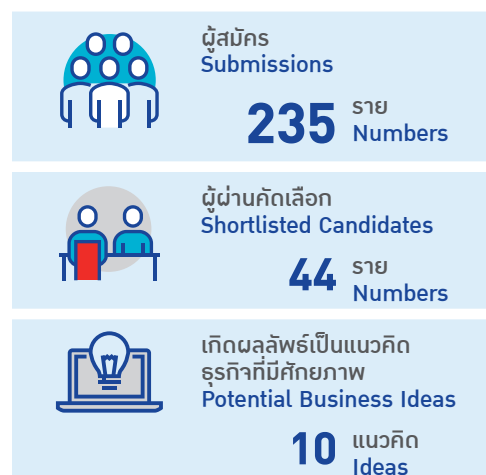 ผู้สมัคร
Submissions
235 ราย
Numbers
ผู้ผ่านคัดเลือก
Shortlisted Candidates
44 ราย
Numbers
เกิดผลลัพธ์เป็นแนวคิด
ธุรกิจที่มีศักยภาพ
Potential Business Ideas
10 แนวคิด
Ideas